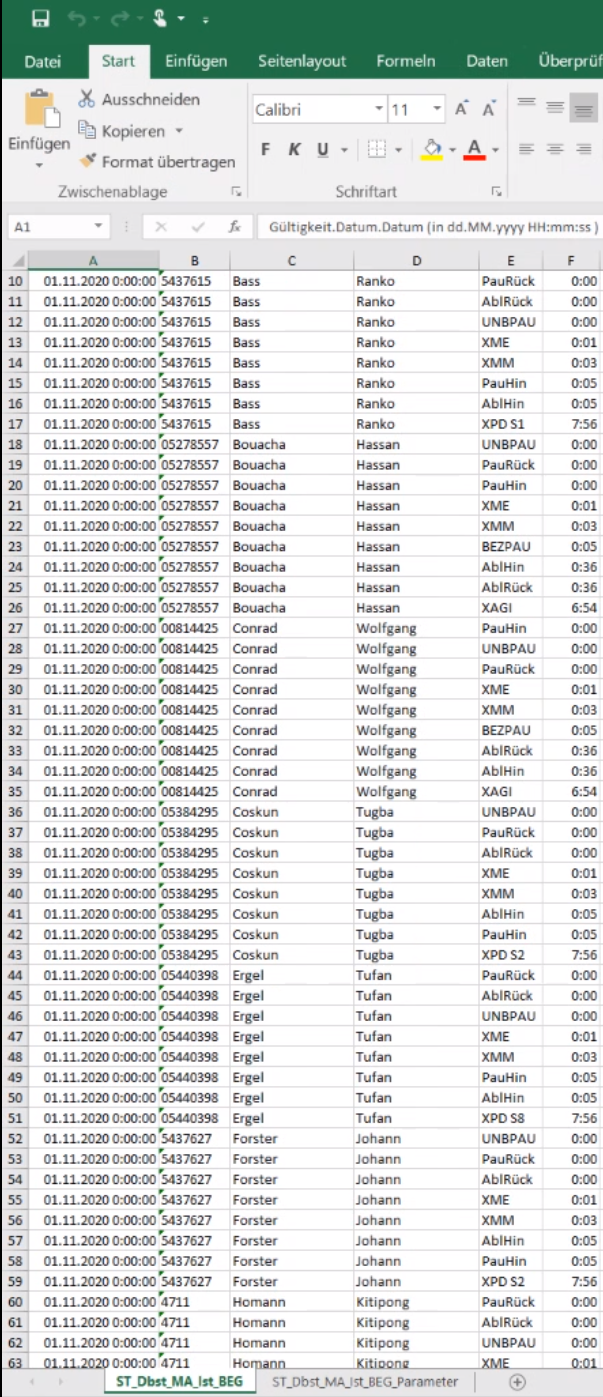 Datei Start Einfügen Seitenlayout Formeln Daten Überprüf
Ausschneiden
Kopieren
Format übertragen
Einfügen
Calibri 11 A A
F K U A
Zwischenablage Schriftart
A1 fx Gültigkeit.Datum.Datum (in dd.MM.yyyy HH:mm:ss )
A B C D E F
10 01.11.2020 0:00:00 5437615 Bass Ranko PauRück 0:00
11 01.11.2020 0:00:00 5437615 Bass Ranko AblRück 0:00
12 01.11.2020 0:00:00 5437615 Bass Ranko UNBPAU 0:00
13 01.11.2020 0:00:00 5437615 Bass Ranko XME 0:01
14 01.11.2020 0:00:00 5437615 Bass Ranko XMM 0:03
15 01.11.2020 0:00:00 5437615 Bass Ranko PauHin 0:05
16 01.11.2020 0:00:00 5437615 Bass Ranko AblHin 0:05
17 01.11.2020 0:00:00 5437615 Bass Ranko XPD S1 7:56
18 01.11.2020 0:00:00 05278557 Bouacha Hassan UNBPAU 0:00
19 01.11.2020 0:00:00 05278557 Bouacha Hassan PauRück 0:00
20 01.11.2020 0:00:00 05278557 Bouacha Hassan PauHin 0:00
21 01.11.2020 0:00:00 05278557 Bouacha Hassan XME 0:01
22 01.11.2020 0:00:00 05278557 Bouacha Hassan XMM 0:03
23 01.11.2020 0:00:00 05278557 Bouacha Hassan BEZPAU 0:05
24 01.11.2020 0:00:00 05278557 Bouacha Hassan AblHin 0:36
25 01.11.2020 0:00:00 05278557 Bouacha Hassan AblRück 0:36
26 01.11.2020 0:00:00 05278557 Bouacha Hassan XAGI 6:54
27 01.11.2020 0:00:00 00814425 Conrad Wolfgang PauHin 0:00
28 01.11.2020 0:00:00 00814425 Conrad Wolfgang UNBPAU 0:00
29 01.11.2020 0:00:00 00814425 Conrad Wolfgang PauRück 0:00
30 01.11.2020 0:00:00 00814425 Conrad Wolfgang XME 0:01
31 01.11.2020 0:00:00 00814425 Conrad Wolfgang XMM 0:03
32 01.11.2020 0:00:00 00814425 Conrad Wolfgang BEZPAU 0:05
33 01.11.2020 0:00:00 00814425 Conrad Wolfgang AblRück 0:36
34 01.11.2020 0:00:00 00814425 Conrad Wolfgang AblHin 0:36
35 01.11.2020 0:00:00 00814425 Conrad Wolfgang XAGI 6:54
36 01.11.2020 0:00:00 05384295 Coskun Tugba UNBPAU 0:00
37 01.11.2020 0:00:00 05384295 Coskun Tugba PauRück 0:00
38 01.11.2020 0:00:00 05384295 Coskun Tugba AblRück 0:00
39 01.11.2020 0:00:00 05384295 Coskun Tugba XME 0:01
40 01.11.2020 0:00:00 05384295 Coskun Tugba XMM 0:03
41 01.11.2020 0:00:00 05384295 Coskun Tugba AblHin 0:05
42 01.11.2020 0:00:00 05384295 Coskun Tugba PauHin 0:05
43 01.11.2020 0:00:00 05384295 Coskun Tugba XPD S2 7:56
44 01.11.2020 0:00:00 05440398 Ergel Tufan PauRück 0:00
45 01.11.2020 0:00:00 05440398 Ergel Tufan AblRück 0:00
46 01.11.2020 0:00:00 05440398 Ergel Tufan UNBPAU 0:00
47 01.11.2020 0:00:00 05440398 Ergel Tufan XME 0:01
48 01.11.2020 0:00:00 05440398 Ergel Tufan XMM 0:03
49 01.11.2020 0:00:00 05440398 Ergel Tufan PauHin 0:05
50 01.11.2020 0:00:00 05440398 Ergel Tufan AblHin 0:05
51 01.11.2020 0:00:00 05440398 Ergel Tufan XPD S8 7:56
52 01.11.2020 0:00:00 5437627 Forster Johann UNBPAU 0:00
53 01.11.2020 0:00:00 5437627 Forster Johann PauRück 0:00
54 01.11.2020 0:00:00 5437627 Forster Johann AblRück 0:00
55 01.11.2020 0:00:00 5437627 Forster Johann XME 0:01
56 01.11.2020 0:00:00 5437627 Forster Johann XMM 0:03
57 01.11.2020 0:00:00 5437627 Forster Johann AblHin 0:05
58 01.11.2020 0:00:00 5437627 Forster Johann PauHin 0:05
59 01.11.2020 0:00:00 5437627 Forster Johann XPD S2 7:56
60 01.11.2020 0:00:00 4711 Homann Kitipong PauRück 0:00
61 01.11.2020 0:00:00 4711 Homann Kitipong AblRück 0:00
62 01.11.2020 0:00:00 4711 Homann Kitipong UNBPAU 0:00
63 01.11.2020 0:00:00 4711 Homann Kitipong XME 0:01
ST_Dbst_MA_Ist_BEG ST_Dbst_MA_Ist_BEG_Parameter